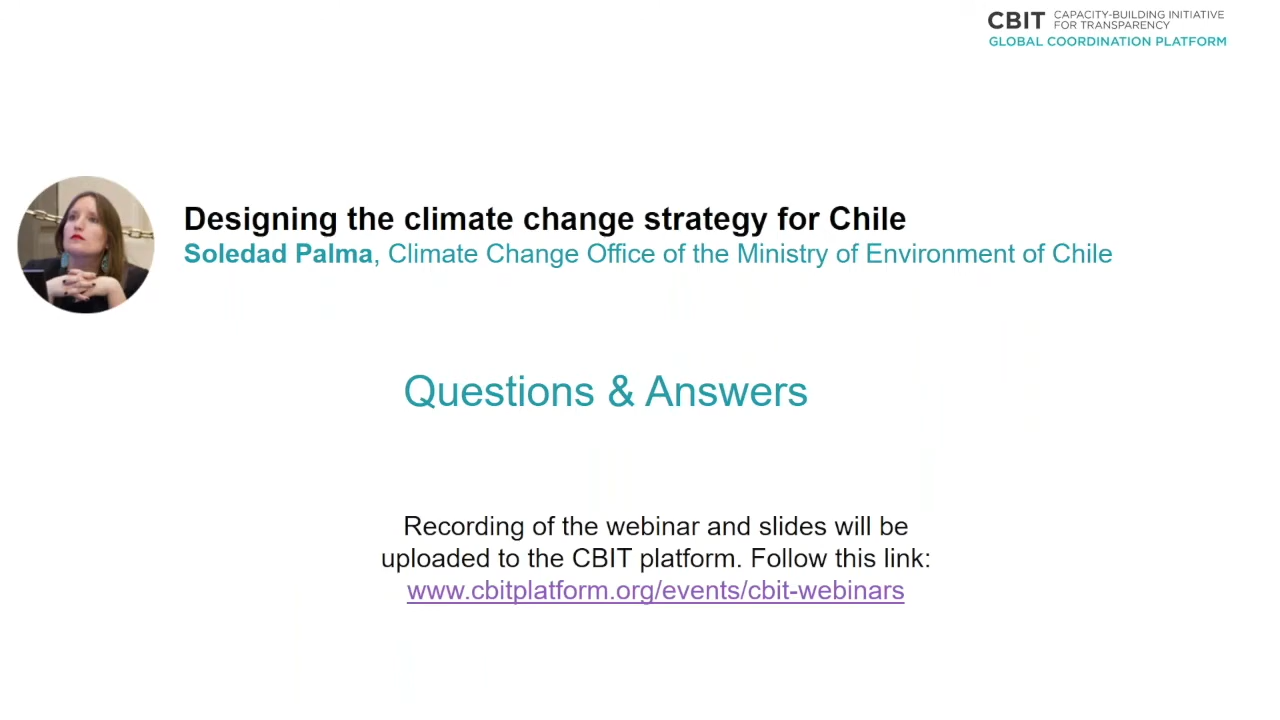 CBIT CAPACITY-BUILDING INITIATIVE
FOR TRANSPARENCY
GLOBAL COORDINATION PLATFORM
Designing the climate change strategy for Chile
Soledad Palma, Climate Change Office of the Ministry of Environment of Chile
Questions & Answers
Recording of the webinar and slides will be
uploaded to the CBIT platform. Follow this link:
www.cbitplatform.org/events/cbit-webinars